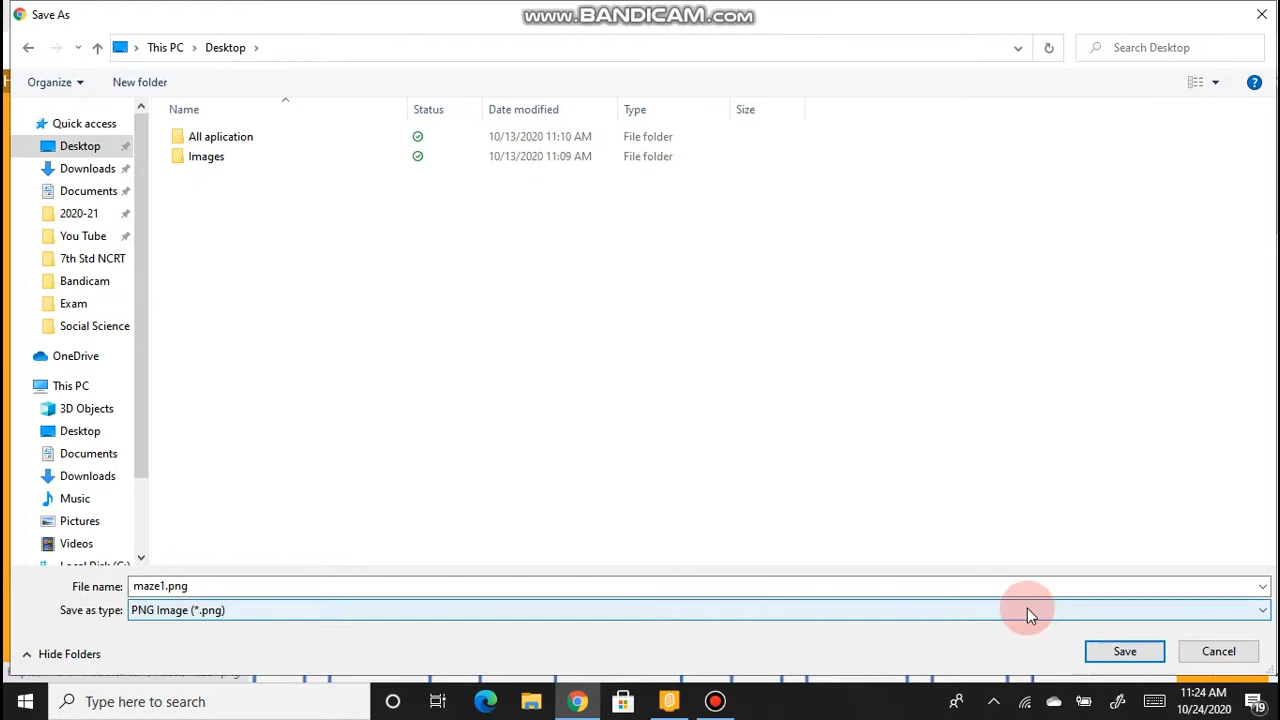 Save As
www.BANDICAM.com
This PC
Desktop
Search Desktop
Organize
New folder
Name
Status
Date modified
Type
Size
Quick access
Desktop
Downloads
Documents
2020-21
You Tube
7th Std NCRT
Bandicam
Exam
Social Science
OneDrive
This PC
3D Objects
Desktop
Documents
Downloads
Music
Pictures
Videos
Local Disk (C:)
All aplication 10/13/2020 11:10 AM File folder
Images 10/13/2020 11:09 AM File folder
File name: maze1.png
Save as type: PNG Image (*.png)
Hide Folders
Save
Cancel
Type here to search
11:24 AM
10/24/2020
19